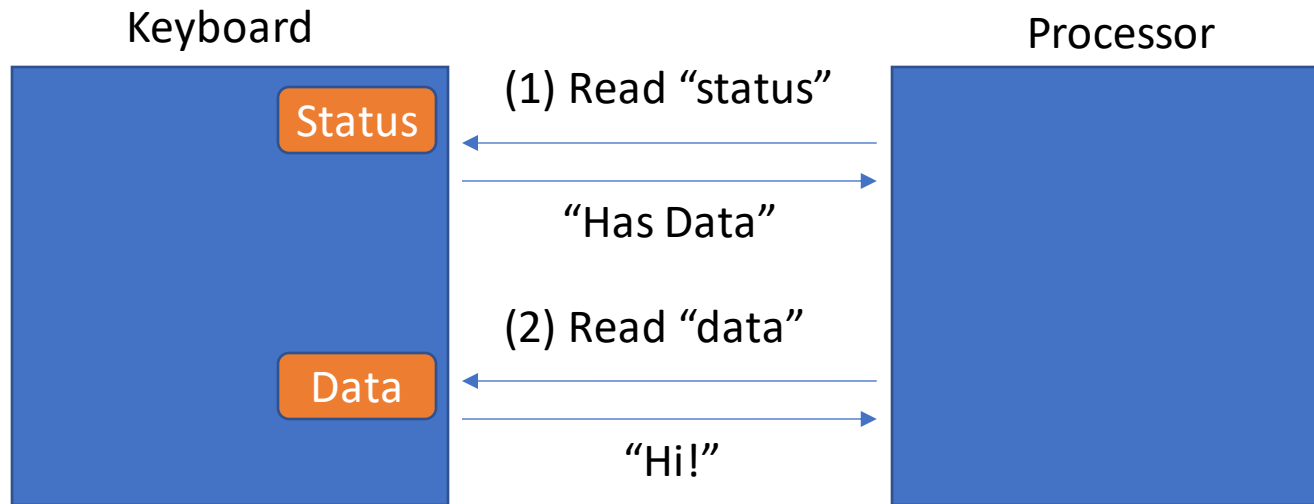 Keyboard
Processor
Status
(1) Read “status”
“Has Data”
(2) Read “data”
Data
“Hi!”